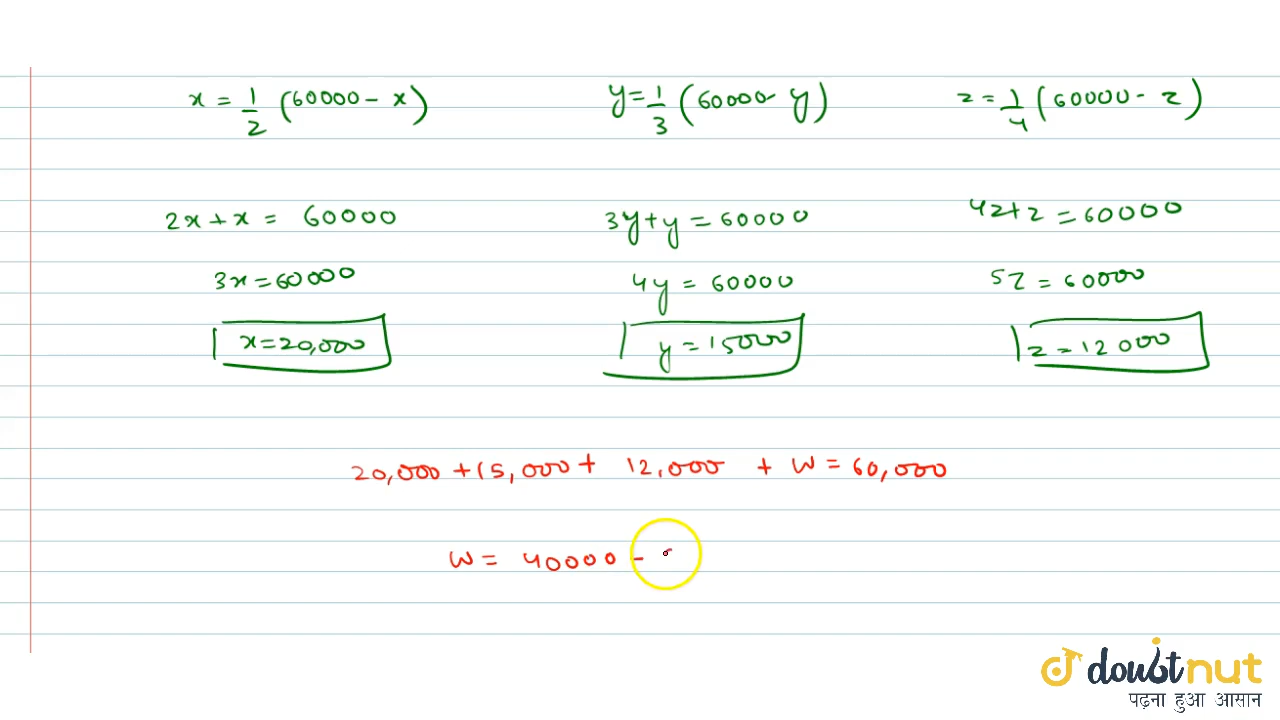 x = 1/2 (60000 - x) y = 1/3 (60000 - y) z = 1/4 (60000 - z)
2x + x = 60000 3y + y = 60000 4z + z = 60000
3x = 60000 4y = 60000 5z = 60000
x = 20,000 y = 15000 z = 12000
20,000 + 15,000 + 12,000 + w = 60,000
w = 40000 -
doubtnut
पढ़ना हुआ आसान